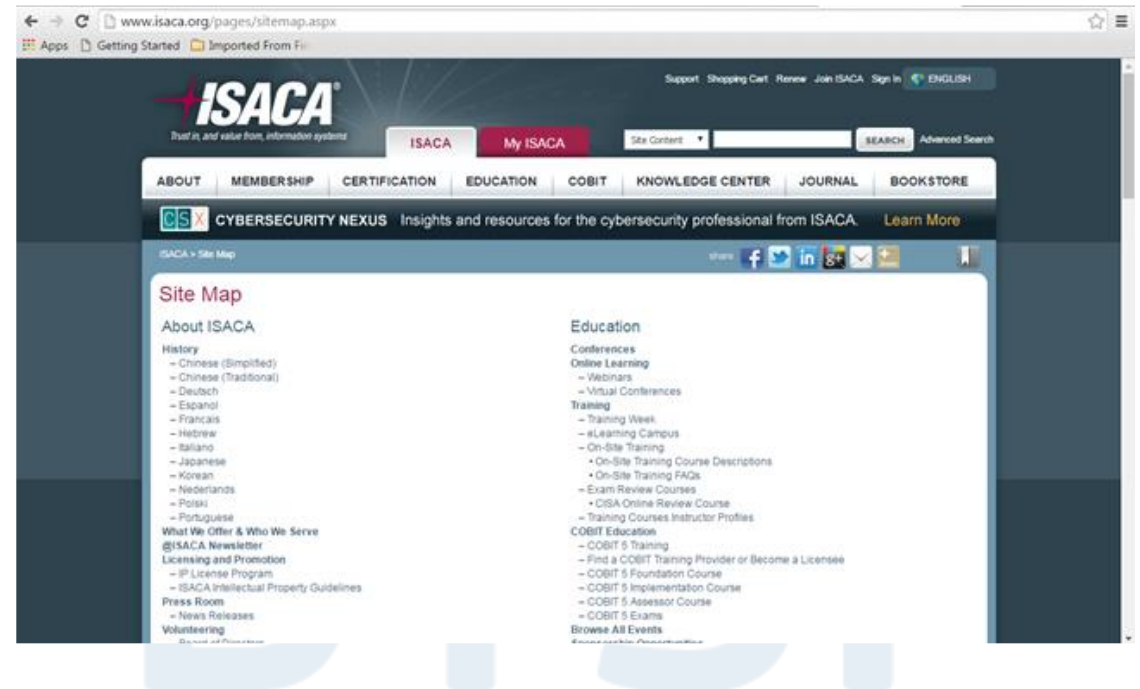 www.isaca.org/pages/sitemap.aspx
Apps Getting Started Imported From Fir
Support Shopping Cart Renew Join ISACA Sign In ENGLISH
ISACA®
Trust in, and value from, information systems
ISACA My ISACA Site Content SEARCH Advanced Search
ABOUT MEMBERSHIP CERTIFICATION EDUCATION COBIT KNOWLEDGE CENTER JOURNAL BOOKSTORE
CSX CYBERSECURITY NEXUS Insights and resources for the cybersecurity professional from ISACA. Learn More
ISACA > Site Map share f in g+
Site Map
About ISACA
History
– Chinese (Simplified)
– Chinese (Traditional)
– Deutsch
– Espanol
– Francais
– Hebrew
– Italiano
– Japanese
– Korean
– Nederlands
– Polski
– Portuguese
What We Offer & Who We Serve
@ISACA Newsletter
Licensing and Promotion
– IP License Program
– ISACA Intellectual Property Guidelines
Press Room
– News Releases
Volunteering
– Board of Directors
Education
Conferences
Online Learning
– Webinars
– Virtual Conferences
Training
– Training Week
– eLearning Campus
– On-Site Training
• On-Site Training Course Descriptions
• On-Site Training FAQs
– Exam Review Courses
• CISA Online Review Course
– Training Courses Instructor Profiles
COBIT Education
– COBIT 5 Training
– Find a COBIT Training Provider or Become a Licensee
– COBIT 5 Foundation Course
– COBIT 5 Implementation Course
– COBIT 5 Assessor Course
– COBIT 5 Exams
Browse All Events
Sponsorship Opportunities